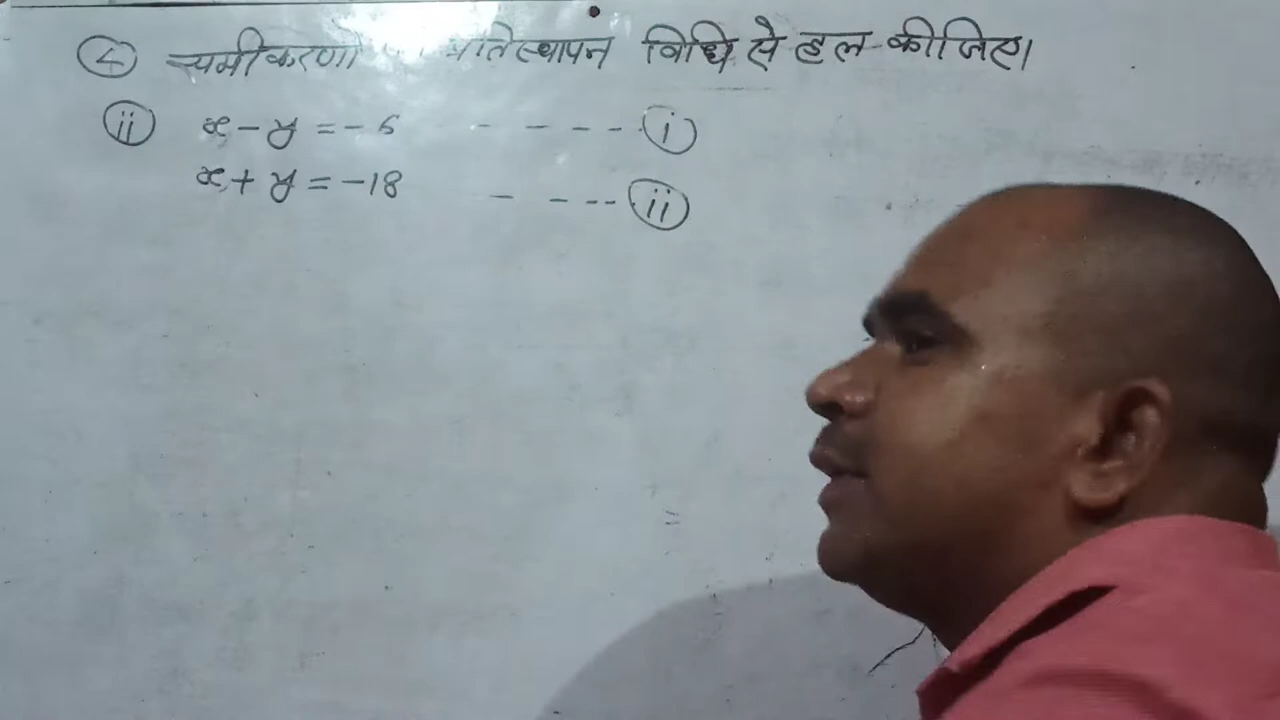 ④ समीकरणों प्रतिस्थापन विधि से हल कीजिए।
ii x - y = - 6 - - - - - i
x + y = - 18 - - - - - ii